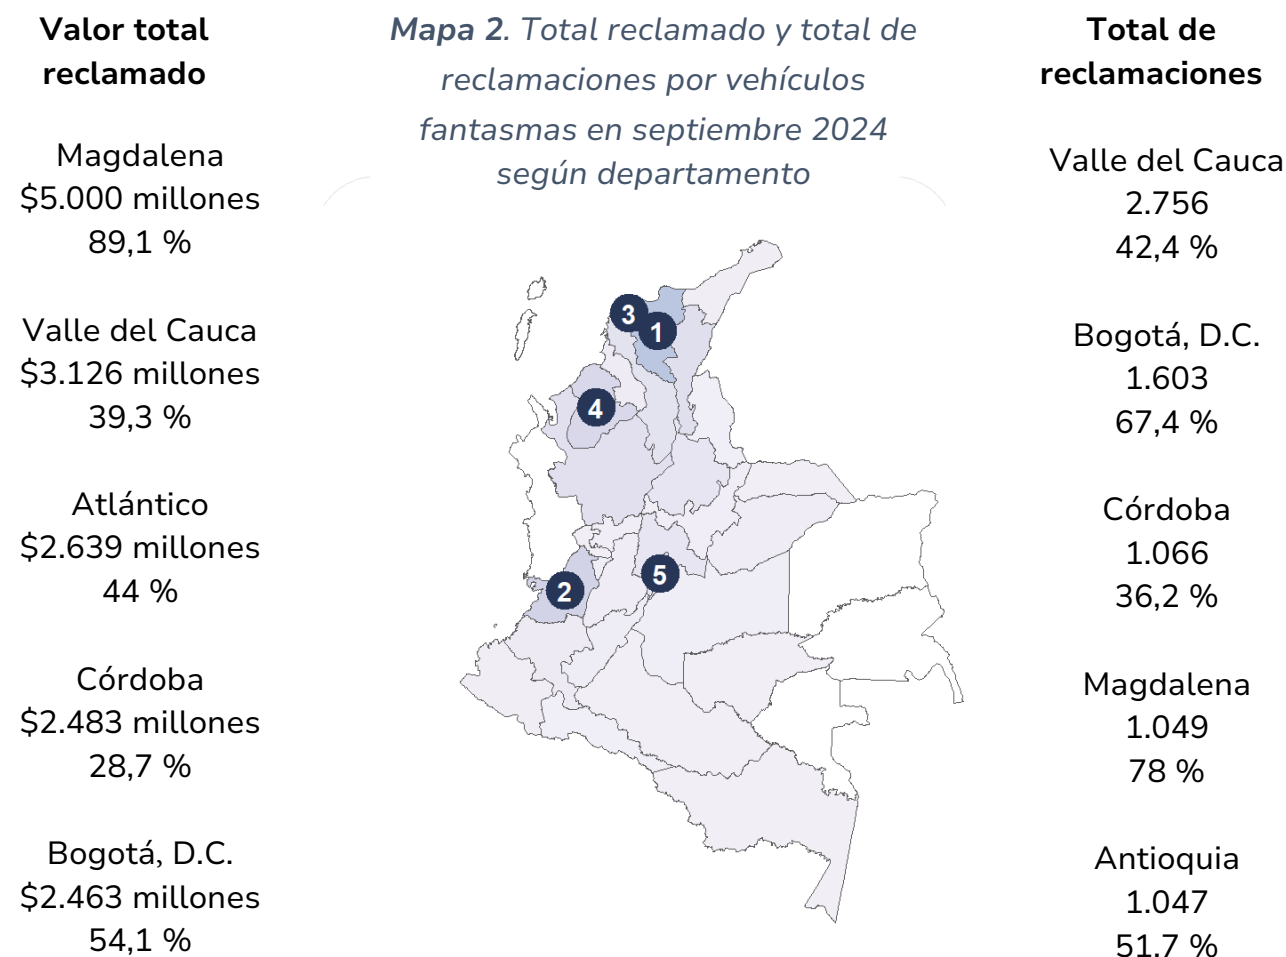 Valor total
reclamado
Magdalena
$5.000 millones
89,1 %
Valle del Cauca
$3.126 millones
39,3 %
Atlántico
$2.639 millones
44 %
Córdoba
$2.483 millones
28,7 %
Bogotá, D.C.
$2.463 millones
54,1 %
Mapa 2. Total reclamado y total de
reclamaciones por vehículos
fantasmas en septiembre 2024
según departamento
3
1
4
5
2
Total de
reclamaciones
Valle del Cauca
2.756
42,4 %
Bogotá, D.C.
1.603
67,4 %
Córdoba
1.066
36,2 %
Magdalena
1.049
78 %
Antioquia
1.047
51,7 %